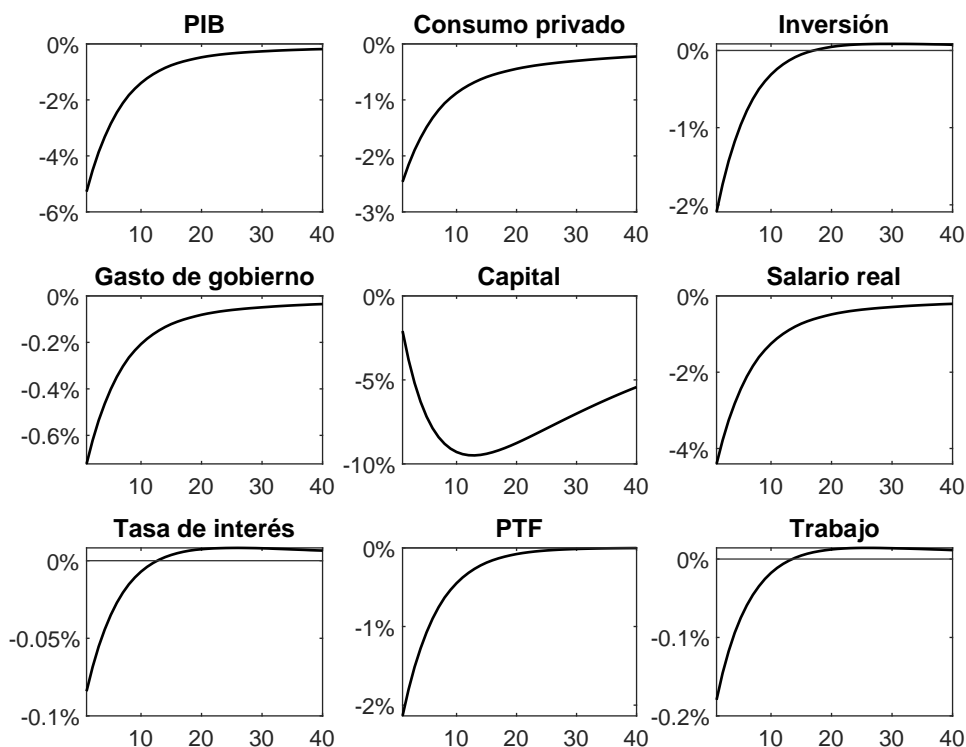 PIB
0%
-2%
-4%
-6%
10 20 30 40
Consumo privado
0%
-1%
-2%
-3%
10 20 30 40
Inversión
0%
-1%
-2%
10 20 30 40
Gasto de gobierno
0%
-0.2%
-0.4%
-0.6%
10 20 30 40
Capital
0%
-5%
-10%
10 20 30 40
Salario real
0%
-2%
-4%
10 20 30 40
Tasa de interés
0%
-0.05%
-0.1%
10 20 30 40
PTF
0%
-1%
-2%
10 20 30 40
Trabajo
0%
-0.1%
-0.2%
10 20 30 40